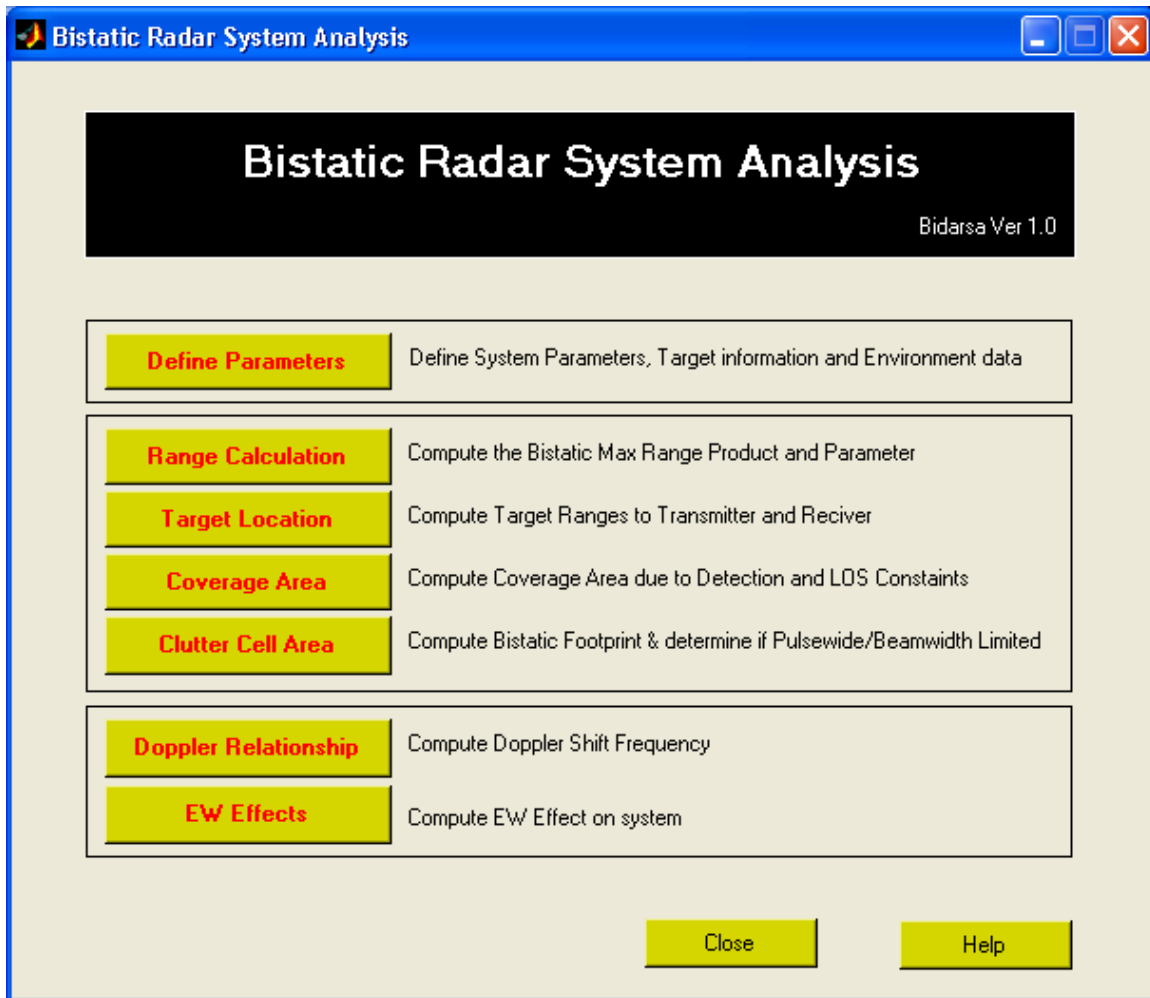 Bistatic Radar System Analysis
Bistatic Radar System Analysis
Bidarsa Ver 1.0
Define Parameters Define System Parameters, Target information and Environment data
Range Calculation Compute the Bistatic Max Range Product and Parameter
Target Location Compute Target Ranges to Transmitter and Reciver
Coverage Area Compute Coverage Area due to Detection and LOS Constaints
Clutter Cell Area Compute Bistatic Footprint & determine if Pulsewide/Beamwidth Limited
Doppler Relationship Compute Doppler Shift Frequency
EW Effects Compute EW Effect on system
Close Help